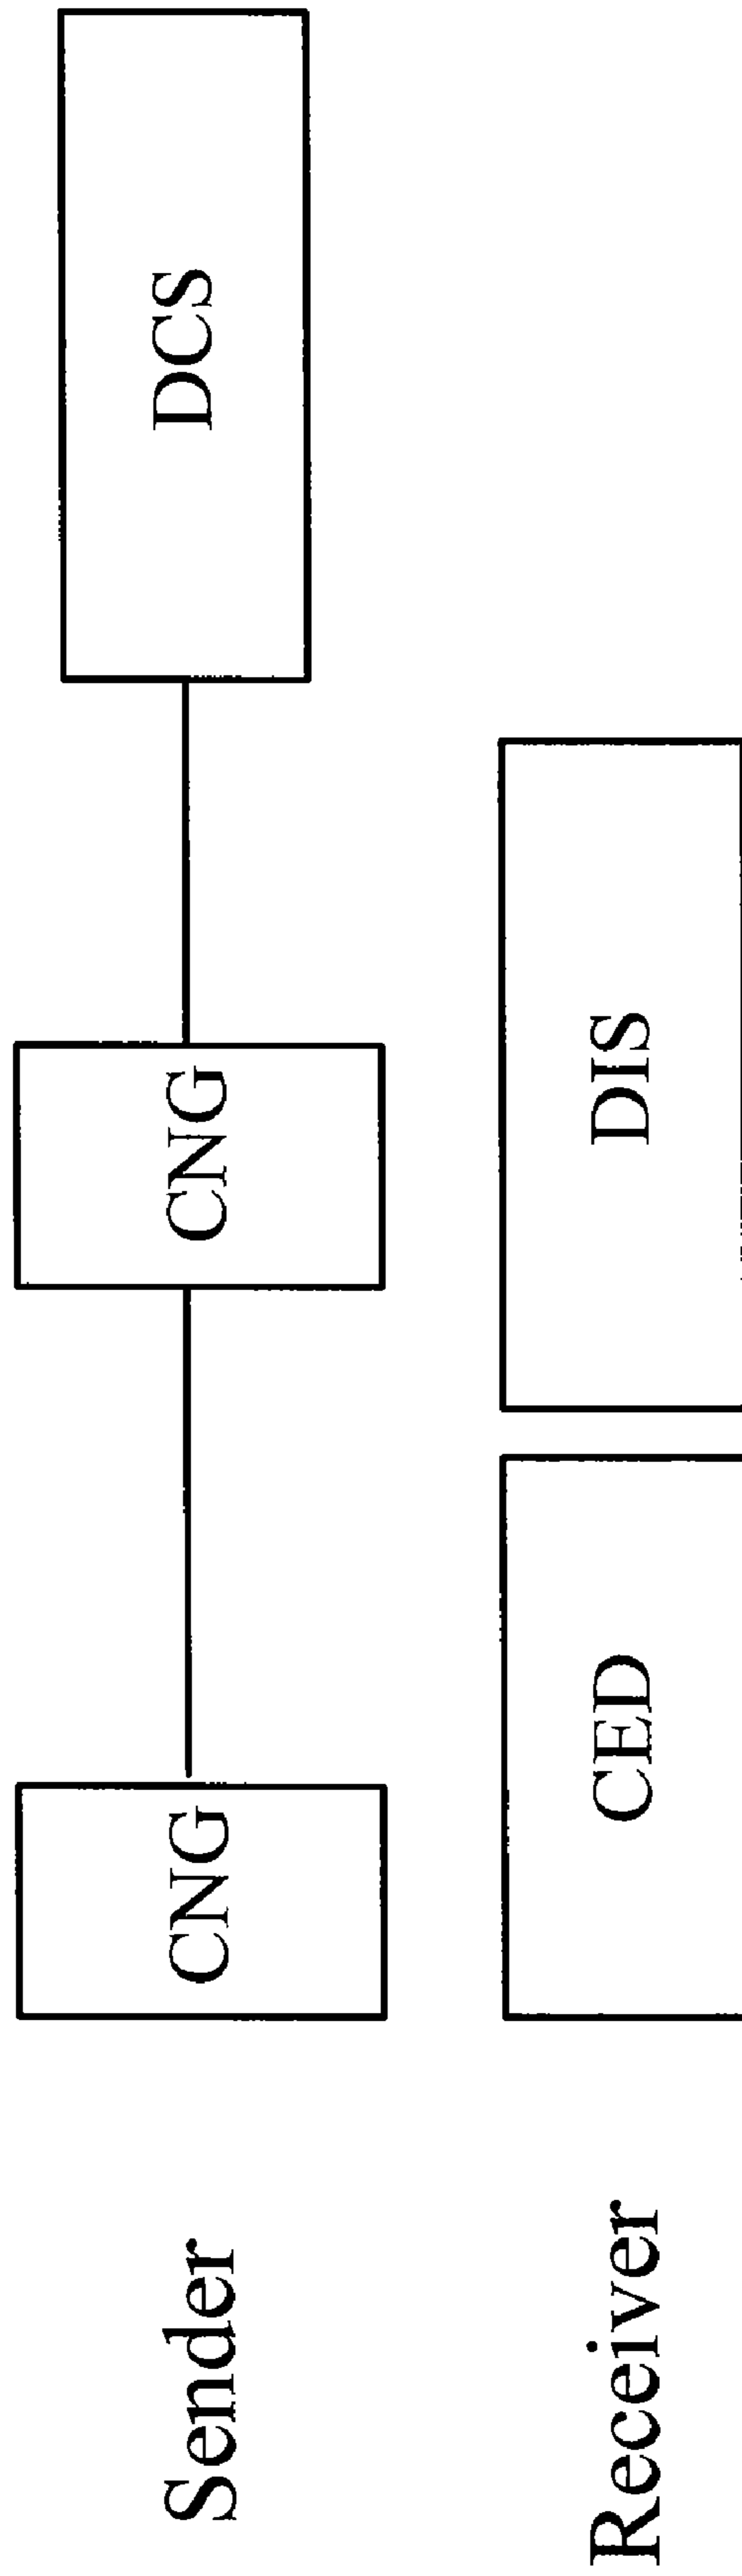 Sender
CNG
CNG
DCS
Receiver
CED
DIS